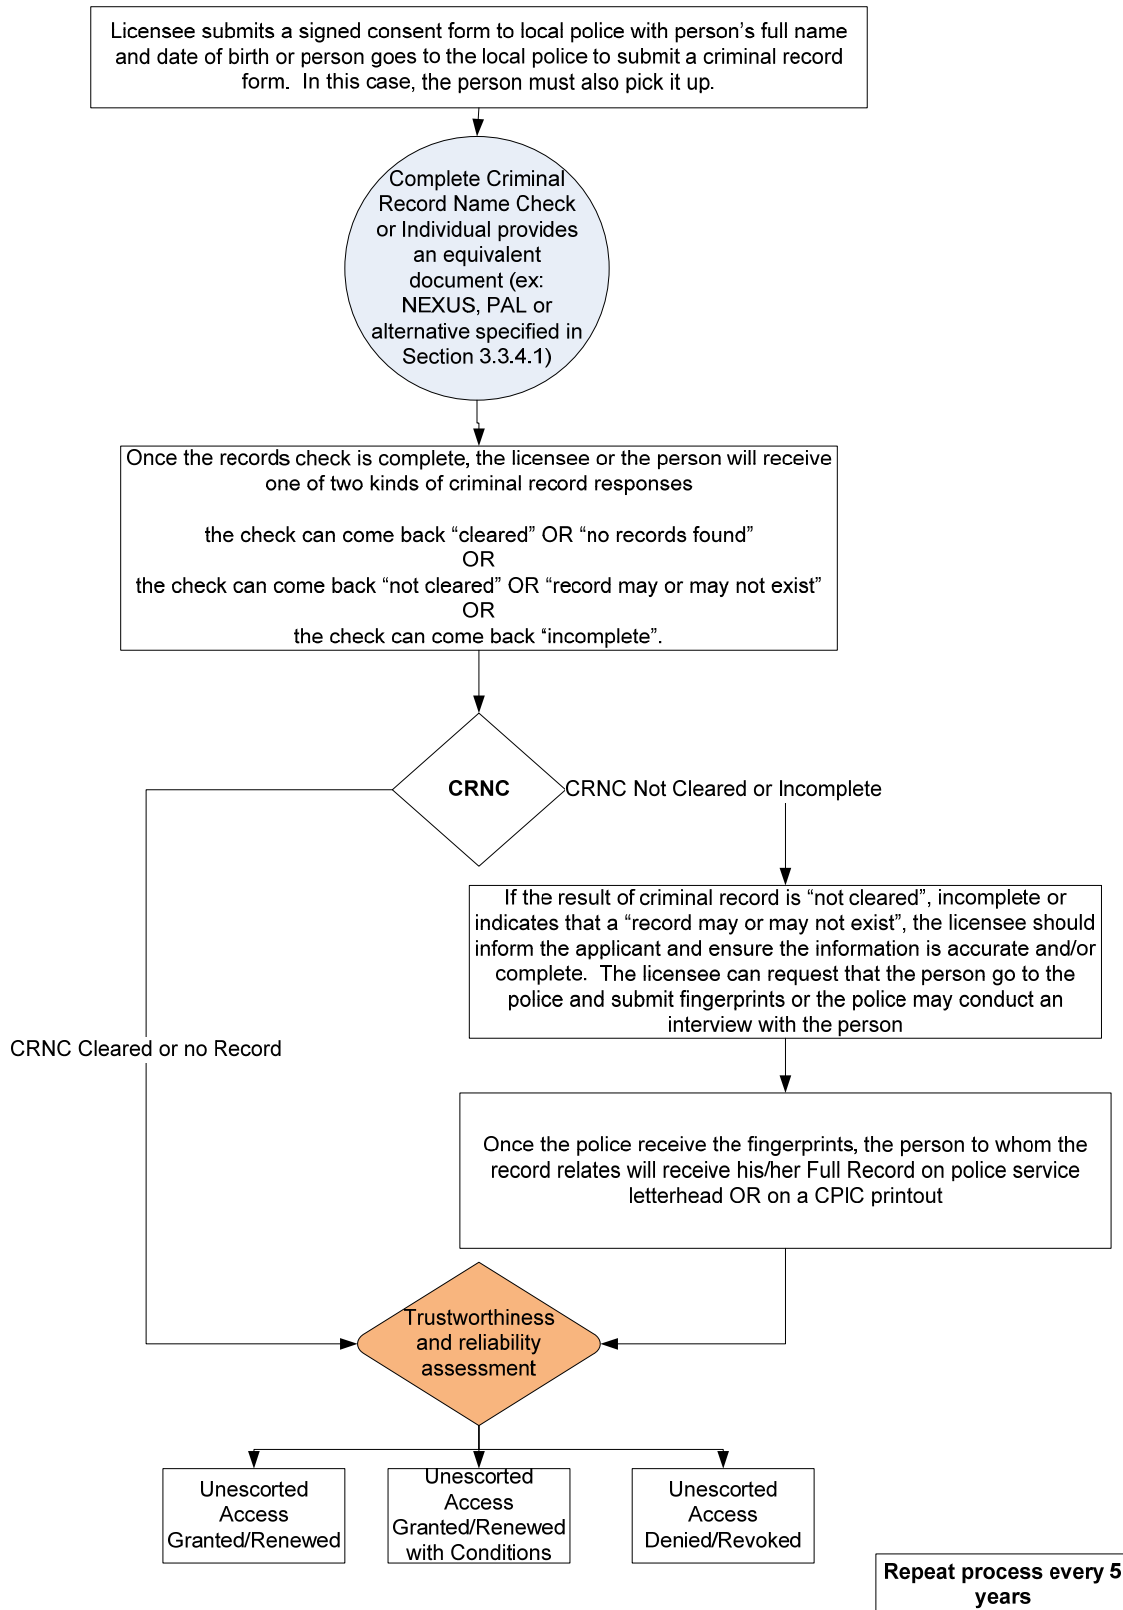 Licensee submits a signed consent form to local police with person’s full name
and date of birth or person goes to the local police to submit a criminal record
form.  In this case, the person must also pick it up.
Complete Criminal
Record Name Check
or Individual provides
an equivalent
document (ex:
NEXUS, PAL or
alternative specified in
Section 3.3.4.1)
Once the records check is complete, the licensee or the person will receive
one of two kinds of criminal record responses
the check can come back “cleared” OR “no records found”
OR
the check can come back “not cleared” OR “record may or may not exist”
OR
the check can come back “incomplete”.
CRNC
CRNC Not Cleared or Incomplete
If the result of criminal record is “not cleared”, incomplete or
indicates that a “record may or may not exist”, the licensee should
inform the applicant and ensure the information is accurate and/or
complete.  The licensee can request that the person go to the
police and submit fingerprints or the police may conduct an
interview with the person
CRNC Cleared or no Record
Once the police receive the fingerprints, the person to whom the
record relates will receive his/her Full Record on police service
letterhead OR on a CPIC printout
Trustworthiness
and reliability
assessment
Unescorted
Access
Granted/Renewed
Unescorted
Access
Granted/Renewed
with Conditions
Unescorted
Access
Denied/Revoked
Repeat process every 5
years